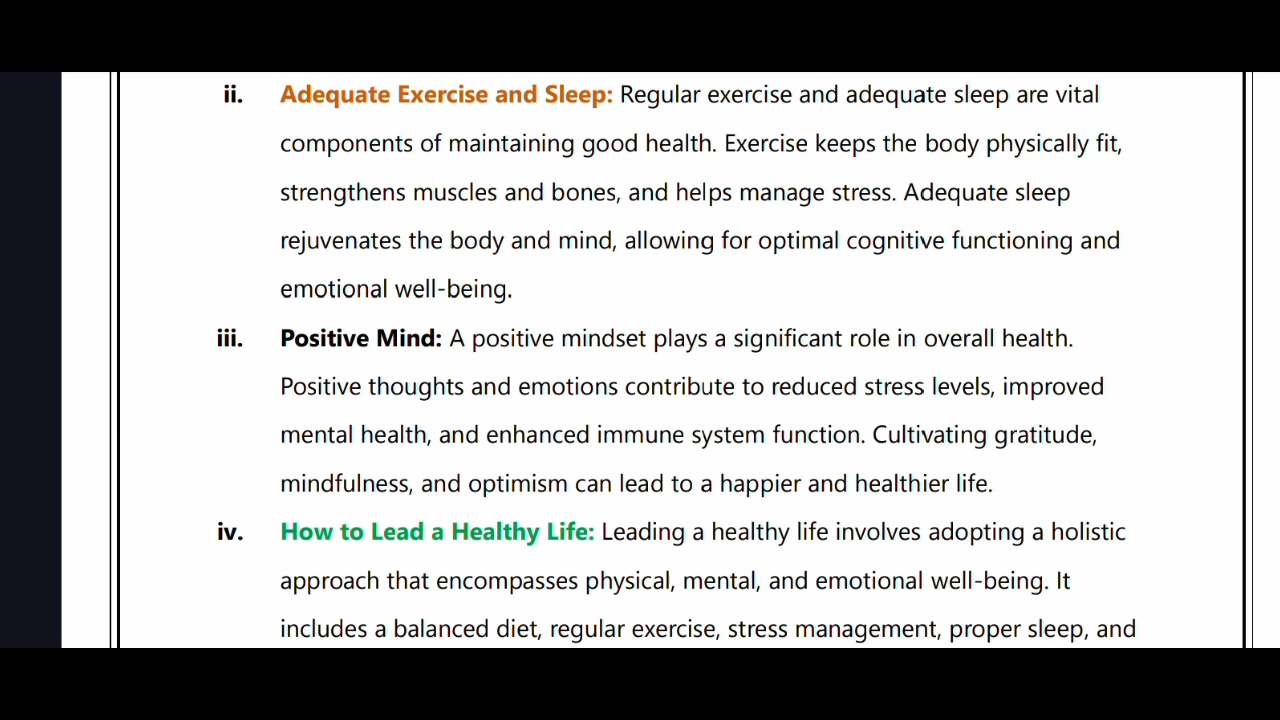 ii. Adequate Exercise and Sleep: Regular exercise and adequate sleep are vital
components of maintaining good health. Exercise keeps the body physically fit,
strengthens muscles and bones, and helps manage stress. Adequate sleep
rejuvenates the body and mind, allowing for optimal cognitive functioning and
emotional well-being.
iii. Positive Mind: A positive mindset plays a significant role in overall health.
Positive thoughts and emotions contribute to reduced stress levels, improved
mental health, and enhanced immune system function. Cultivating gratitude,
mindfulness, and optimism can lead to a happier and healthier life.
iv. How to Lead a Healthy Life: Leading a healthy life involves adopting a holistic
approach that encompasses physical, mental, and emotional well-being. It
includes a balanced diet, regular exercise, stress management, proper sleep, and